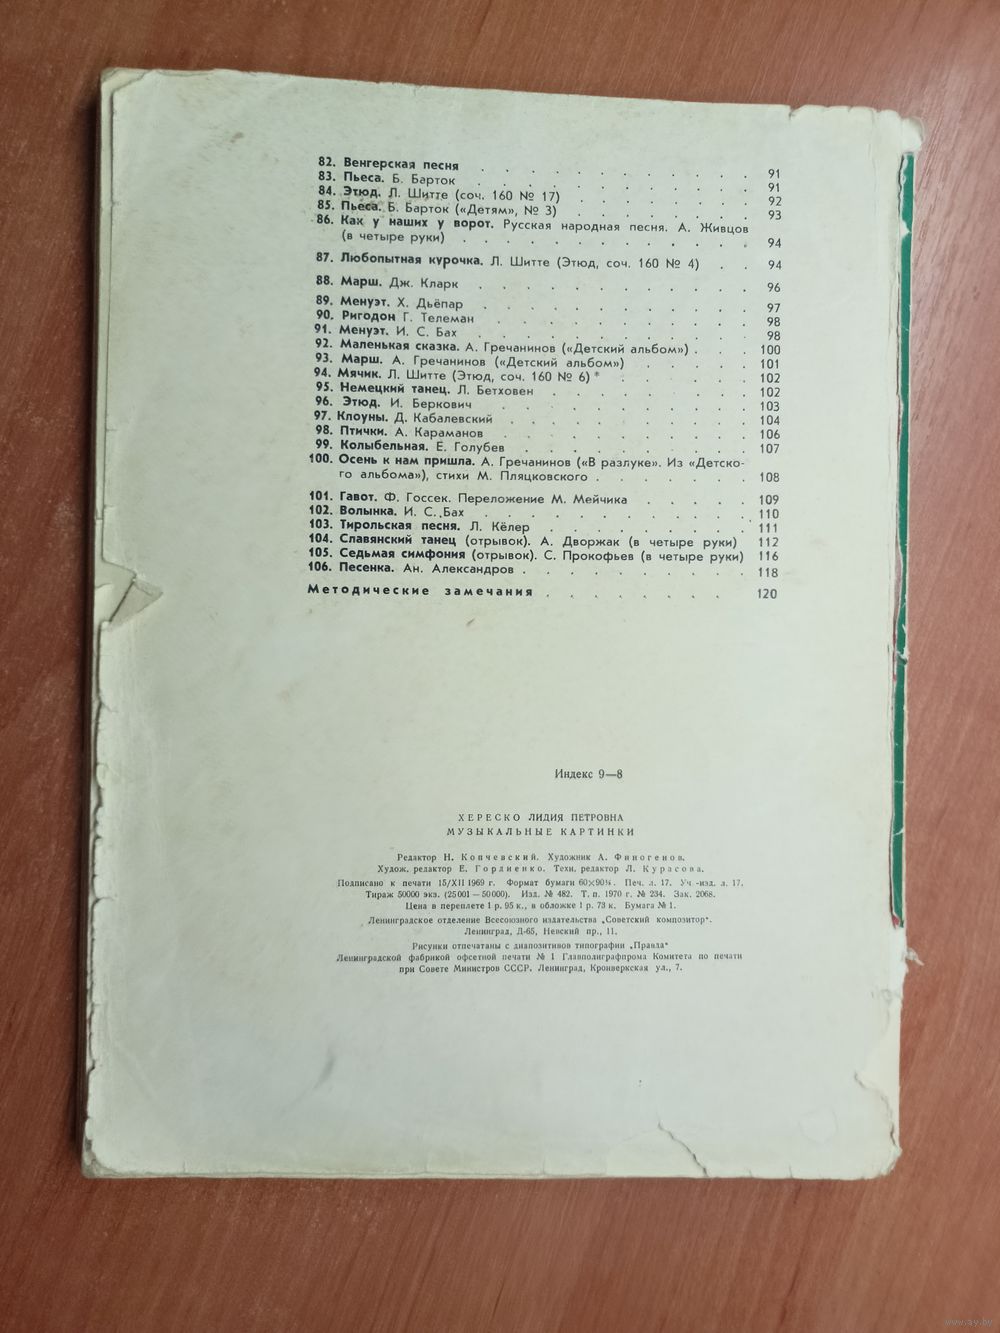 82. Венгерская песня . . . . . . . . . . . 91
83. Пьеса. Б. Барток . . . . . . . . . . . 91
84. Этюд. Л. Шитте (соч. 160 № 17) . . . . . . . 92
85. Пьеса. Б. Барток («Детям», № 3) . . . . . . . 93
86. Как у наших у ворот. Русская народная песня. А. Живцов
(в четыре руки) . . . . . . . . . . . . 94
87. Любопытная курочка. Л. Шитте (Этюд, соч. 160 № 4) . . 94
88. Марш. Дж. Кларк . . . . . . . . . . . 96
89. Менуэт. Х. Дьёпар . . . . . . . . . . . 97
90. Ригодон Г. Телеман . . . . . . . . . . 98
91. Менуэт. И. С. Бах . . . . . . . . . . . 98
92. Маленькая сказка. А. Гречанинов («Детский альбом») . . . 100
93. Марш. А. Гречанинов («Детский альбом») . . . . . 101
94. Мячик. Л. Шитте (Этюд, соч. 160 № 6) * . . . . . . 102
95. Немецкий танец. Л. Бетховен . . . . . . . . 102
96. Этюд. И. Беркович . . . . . . . . . . 103
97. Клоуны. Д. Кабалевский . . . . . . . . . . 104
98. Птички. А. Караманов . . . . . . . . . . 106
99. Колыбельная. Е. Голубев . . . . . . . . . 107
100. Осень к нам пришла. А. Гречанинов («В разлуке». Из «Детско-
го альбома»), стихи М. Пляцковского . . . . . . . 108
101. Гавот. Ф. Госсек. Переложение М. Мейчика . . . . . 109
102. Волынка. И. С. Бах . . . . . . . . . . . 110
103. Тирольская песня. Л. Кёлер . . . . . . . . 111
104. Славянский танец (отрывок). А. Дворжак (в четыре руки) 112
105. Седьмая симфония (отрывок). С. Прокофьев (в четыре руки) 116
106. Песенка. Ан. Александров . . . . . . . . . 118
Методические замечания . . . . . . . . 120
Индекс 9—8
ХЕРЕСКО ЛИДИЯ ПЕТРОВНА
МУЗЫКАЛЬНЫЕ КАРТИНКИ
Редактор Н. Копчевский. Художник А. Финогенов.
Худож. редактор Е. Гордиенко. Техн. редактор Л. Курасова.
Подписано к печати 15/XII 1969 г. Формат бумаги 60×90⅛. Печ. л. 17. Уч.-изд. л. 17.
Тираж 50000 экз. (25001—50000). Изд. № 482. Т. п. 1970 г. № 234. Зак. 2068.
Цена в переплете 1 р. 95 к., в обложке 1 р. 73 к. Бумага № 1.
Ленинградское отделение Всесоюзного издательства „Советский композитор".
Ленинград, Д-65, Невский пр., 11.
Рисунки отпечатаны с диапозитивов типографии „Правда"
Ленинградской фабрикой офсетной печати № 1 Главполиграфпрома Комитета по печати
при Совете Министров СССР. Ленинград, Кронверкская ул., 7.
www.ay.by